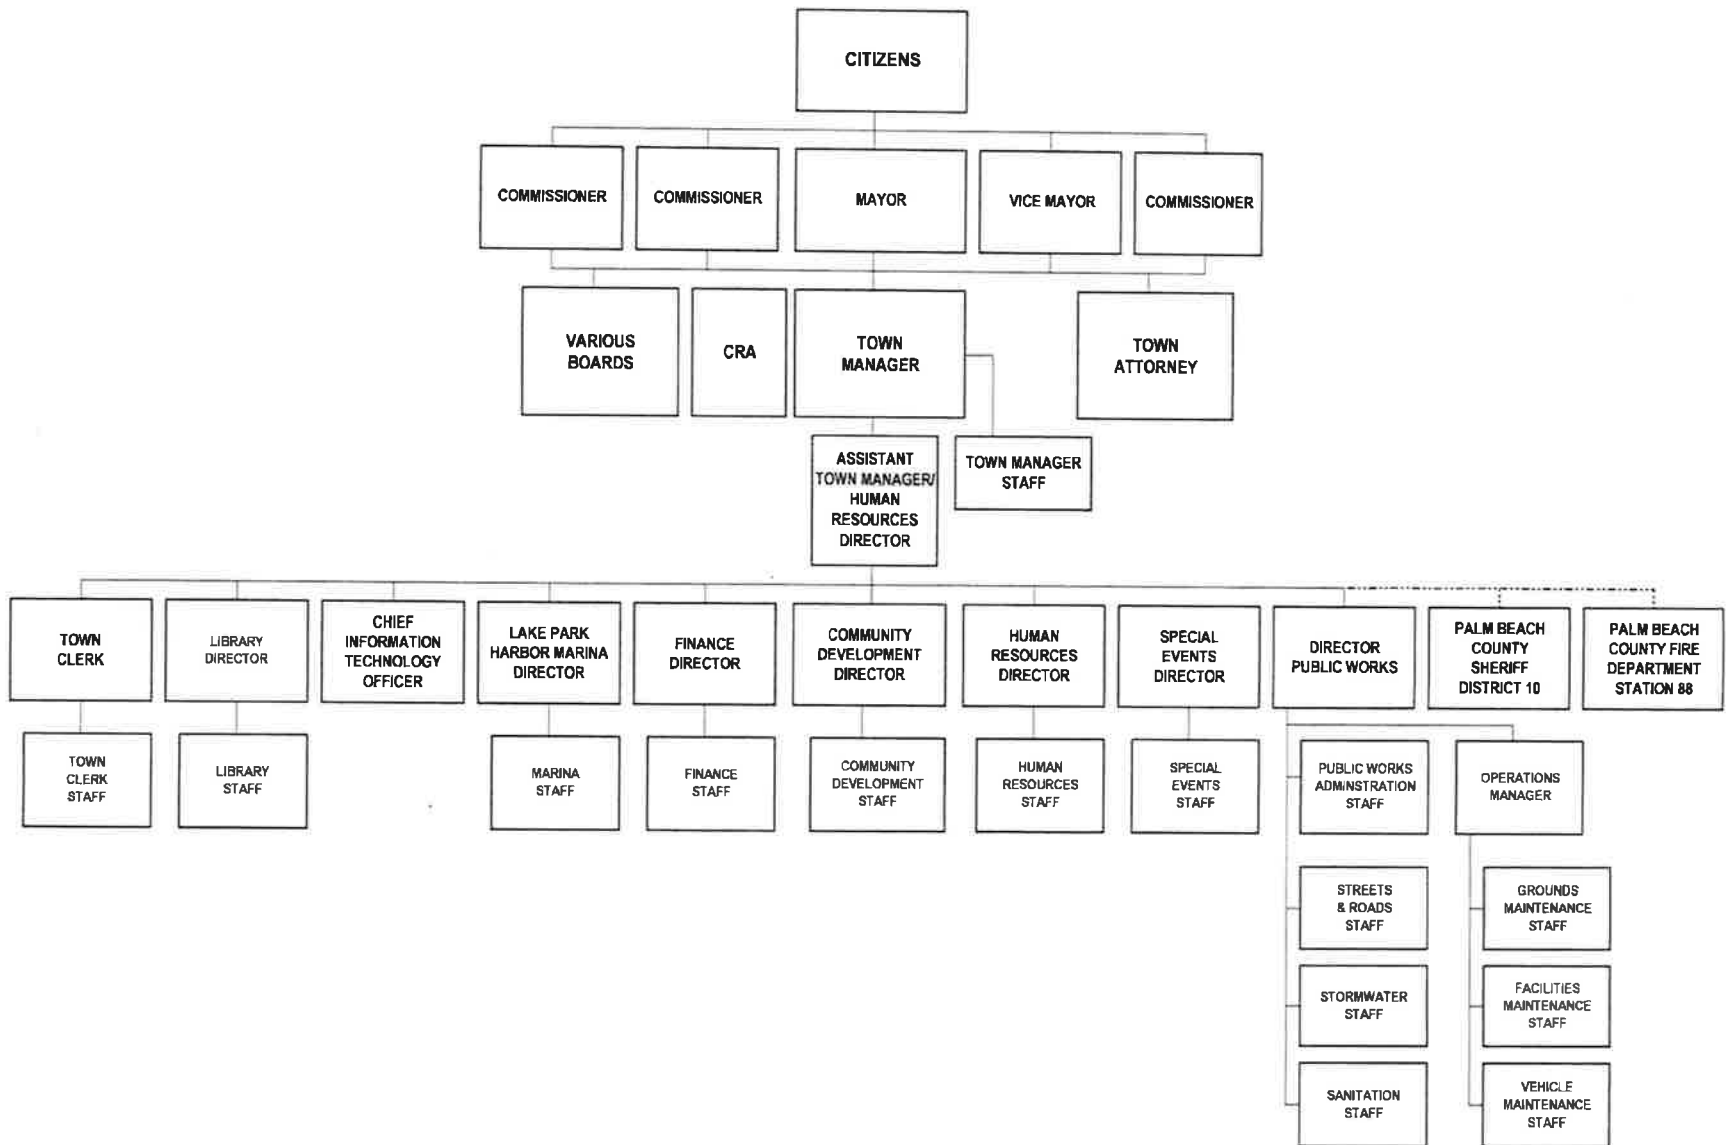 CITIZENS
COMMISSIONER
COMMISSIONER
MAYOR
VICE MAYOR
COMMISSIONER
VARIOUS
BOARDS
CRA
TOWN
MANAGER
TOWN
ATTORNEY
ASSISTANT
TOWN MANAGER/
HUMAN
RESOURCES
DIRECTOR
TOWN MANAGER
STAFF
TOWN
CLERK
LIBRARY
DIRECTOR
CHIEF
INFORMATION
TECHNOLOGY
OFFICER
LAKE PARK
HARBOR MARINA
DIRECTOR
FINANCE
DIRECTOR
COMMUNITY
DEVELOPMENT
DIRECTOR
HUMAN
RESOURCES
DIRECTOR
SPECIAL
EVENTS
DIRECTOR
DIRECTOR
PUBLIC WORKS
PALM BEACH
COUNTY
SHERIFF
DISTRICT 10
PALM BEACH
COUNTY FIRE
DEPARTMENT
STATION 88
TOWN
CLERK
STAFF
LIBRARY
STAFF
MARINA
STAFF
FINANCE
STAFF
COMMUNITY
DEVELOPMENT
STAFF
HUMAN
RESOURCES
STAFF
SPECIAL
EVENTS
STAFF
PUBLIC WORKS
ADMINSTRATION
STAFF
OPERATIONS
MANAGER
STREETS
& ROADS
STAFF
GROUNDS
MAINTENANCE
STAFF
STORMWATER
STAFF
FACILITIES
MAINTENANCE
STAFF
SANITATION
STAFF
VEHICLE
MAINTENANCE
STAFF